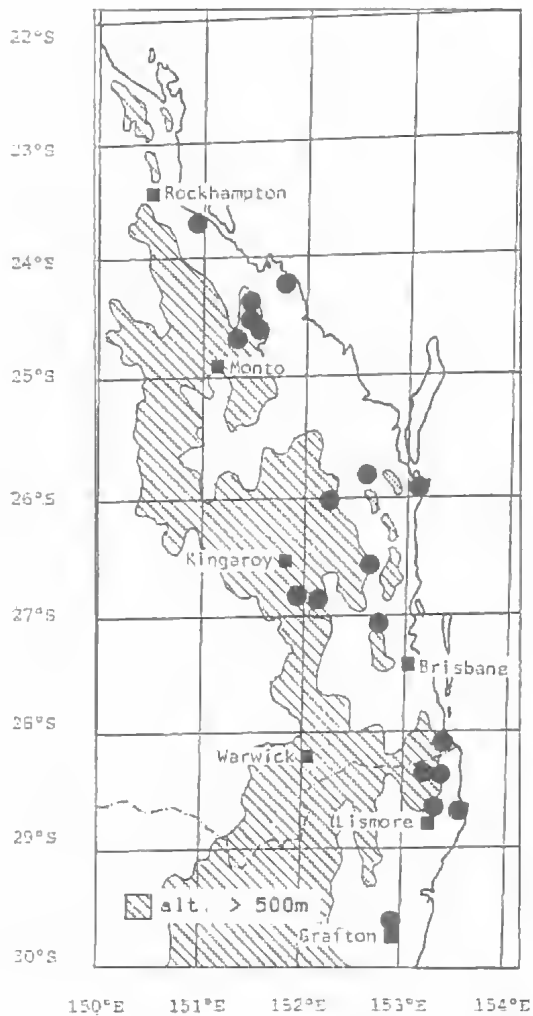 22°S
23°S
Rockhampton
24°S
Monto
25°S
26°S
Kingaroy
27°S
Brisbane
28°S
Warwick
Lismore
29°S
alt. > 500m
Grafton
30°S
150°E 151°E 152°E 153°E 154°E